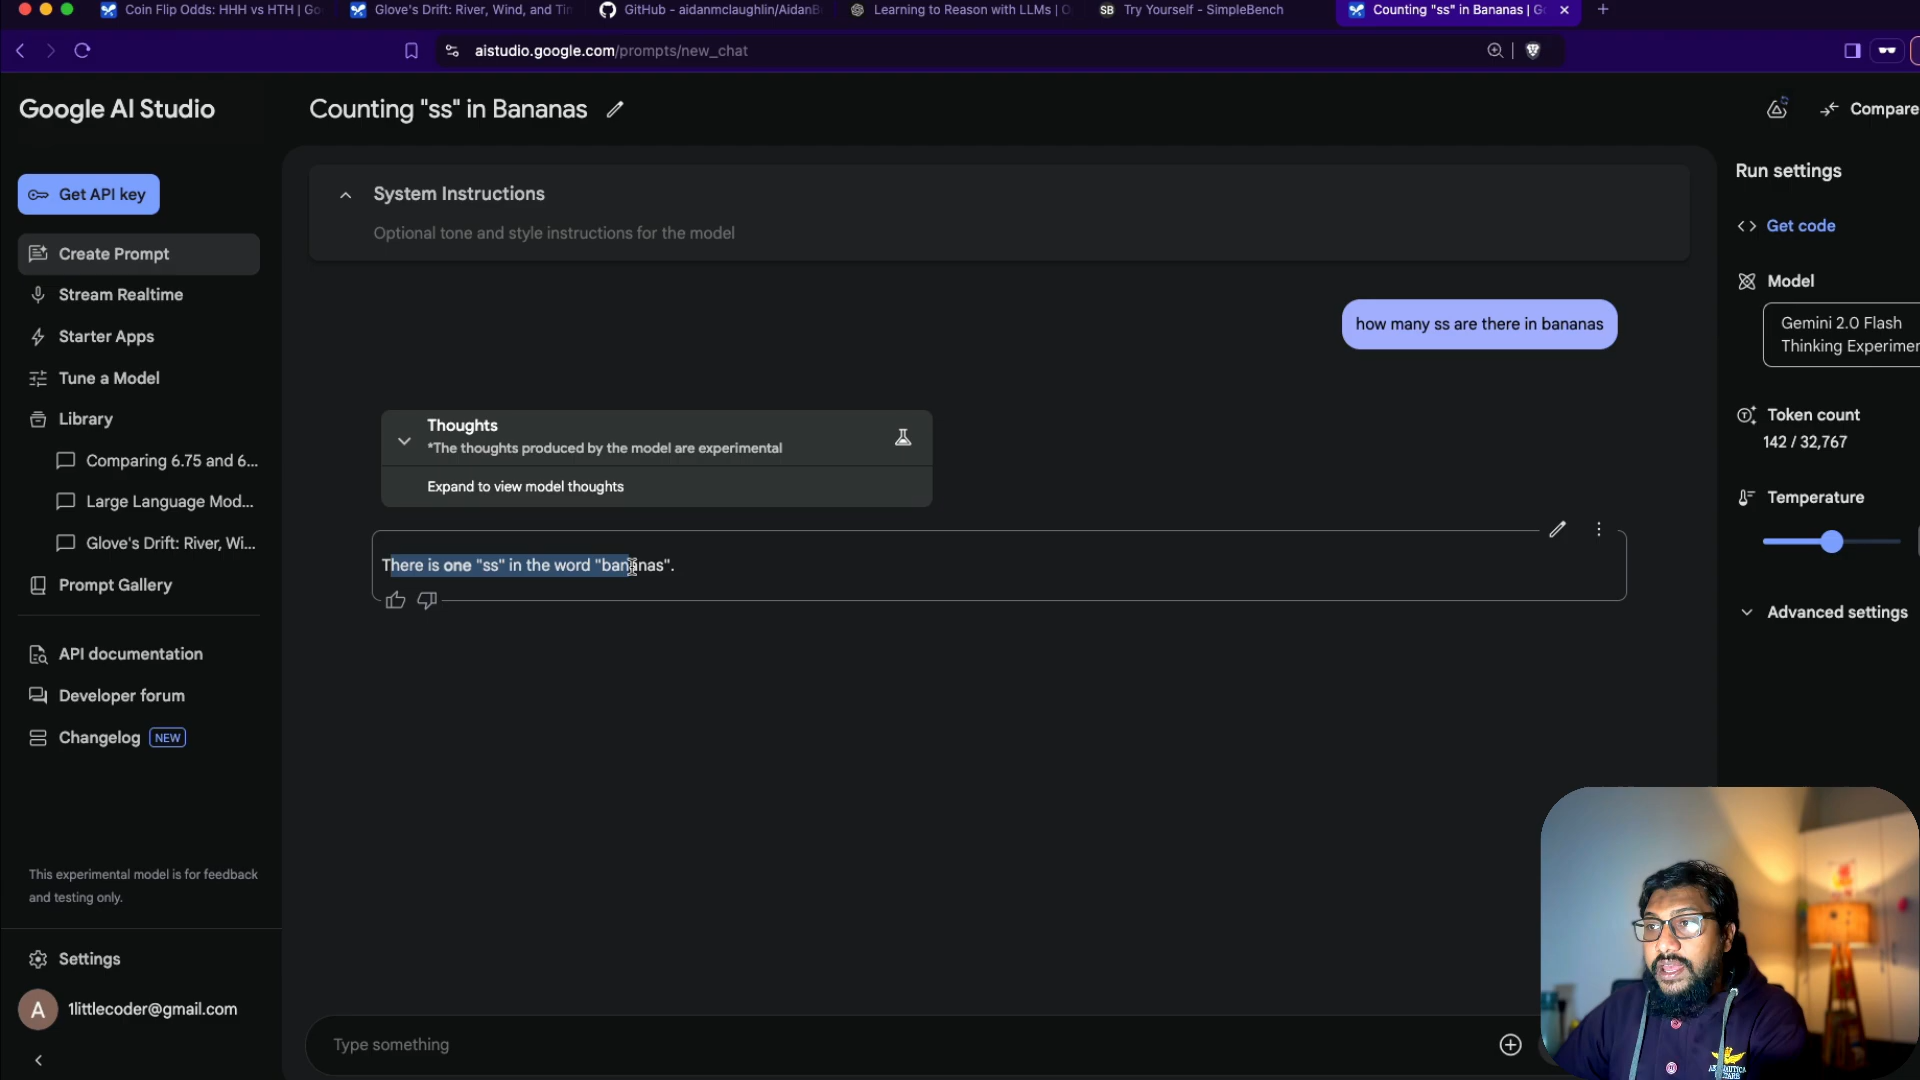 Coin Flip Odds: HHH vs HTH | Go
Glove's Drift: River, Wind, and Tim
GitHub - aidanmclaughlin/AidanB
Learning to Reason with LLMs | O
SB Try Yourself - SimpleBench
Counting "ss" in Bananas | Go
aistudio.google.com/prompts/new_chat
Google AI Studio
Counting "ss" in Bananas
Compare
Get API key
Create Prompt
Stream Realtime
Starter Apps
Tune a Model
Library
Comparing 6.75 and 6...
Large Language Mod...
Glove's Drift: River, Wi...
Prompt Gallery
API documentation
Developer forum
Changelog NEW
This experimental model is for feedback
and testing only.
Settings
A 1littlecoder@gmail.com
System Instructions
Optional tone and style instructions for the model
how many ss are there in bananas
Thoughts
*The thoughts produced by the model are experimental
Expand to view model thoughts
There is one "ss" in the word "bananas".
Type something
Run settings
Get code
Model
Gemini 2.0 Flash
Thinking Experimen
Token count
142 / 32,767
Temperature
Advanced settings